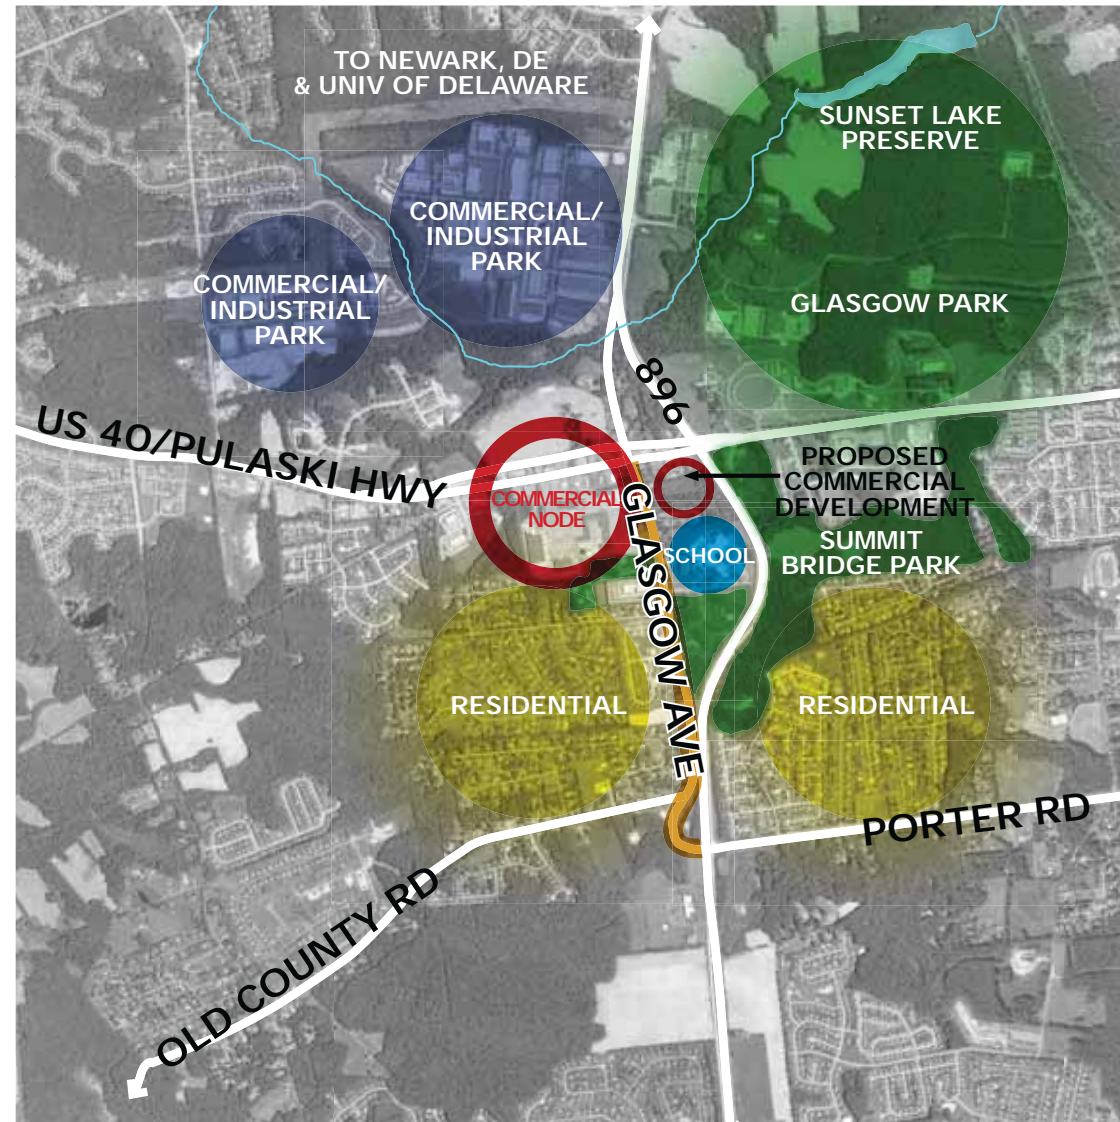 TO NEWARK, DE
& UNIV OF DELAWARE
SUNSET LAKE
PRESERVE
COMMERCIAL/
INDUSTRIAL
PARK
COMMERCIAL/
INDUSTRIAL
PARK
GLASGOW PARK
896
US 40/PULASKI HWY
PROPOSED
COMMERCIAL
DEVELOPMENT
COMMERCIAL
NODE
GLASGOW AVE
SCHOOL
SUMMIT
BRIDGE PARK
RESIDENTIAL
RESIDENTIAL
PORTER RD
OLD COUNTY RD